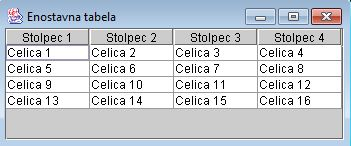 Enostavna tabela
Stolpec 1 Stolpec 2 Stolpec 3 Stolpec 4
Celica 1 Celica 2 Celica 3 Celica 4
Celica 5 Celica 6 Celica 7 Celica 8
Celica 9 Celica 10 Celica 11 Celica 12
Celica 13 Celica 14 Celica 15 Celica 16